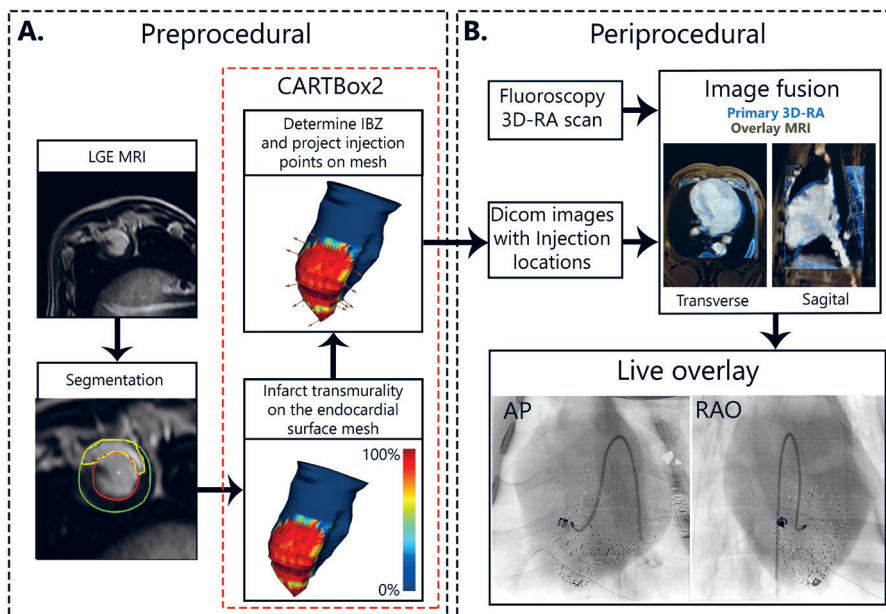 A.
Preprocedural
LGE MRI
Segmentation
CARTBox2
Determine IBZ
and project injection
points on mesh
Infarct transmurality
on the endocardial
surface mesh
100%
0%
B.
Periprocedural
Fluoroscopy
3D-RA scan
Dicom images
with Injection
locations
Image fusion
Primary 3D-RA
Overlay MRI
Transverse
Sagital
Live overlay
AP
RAO